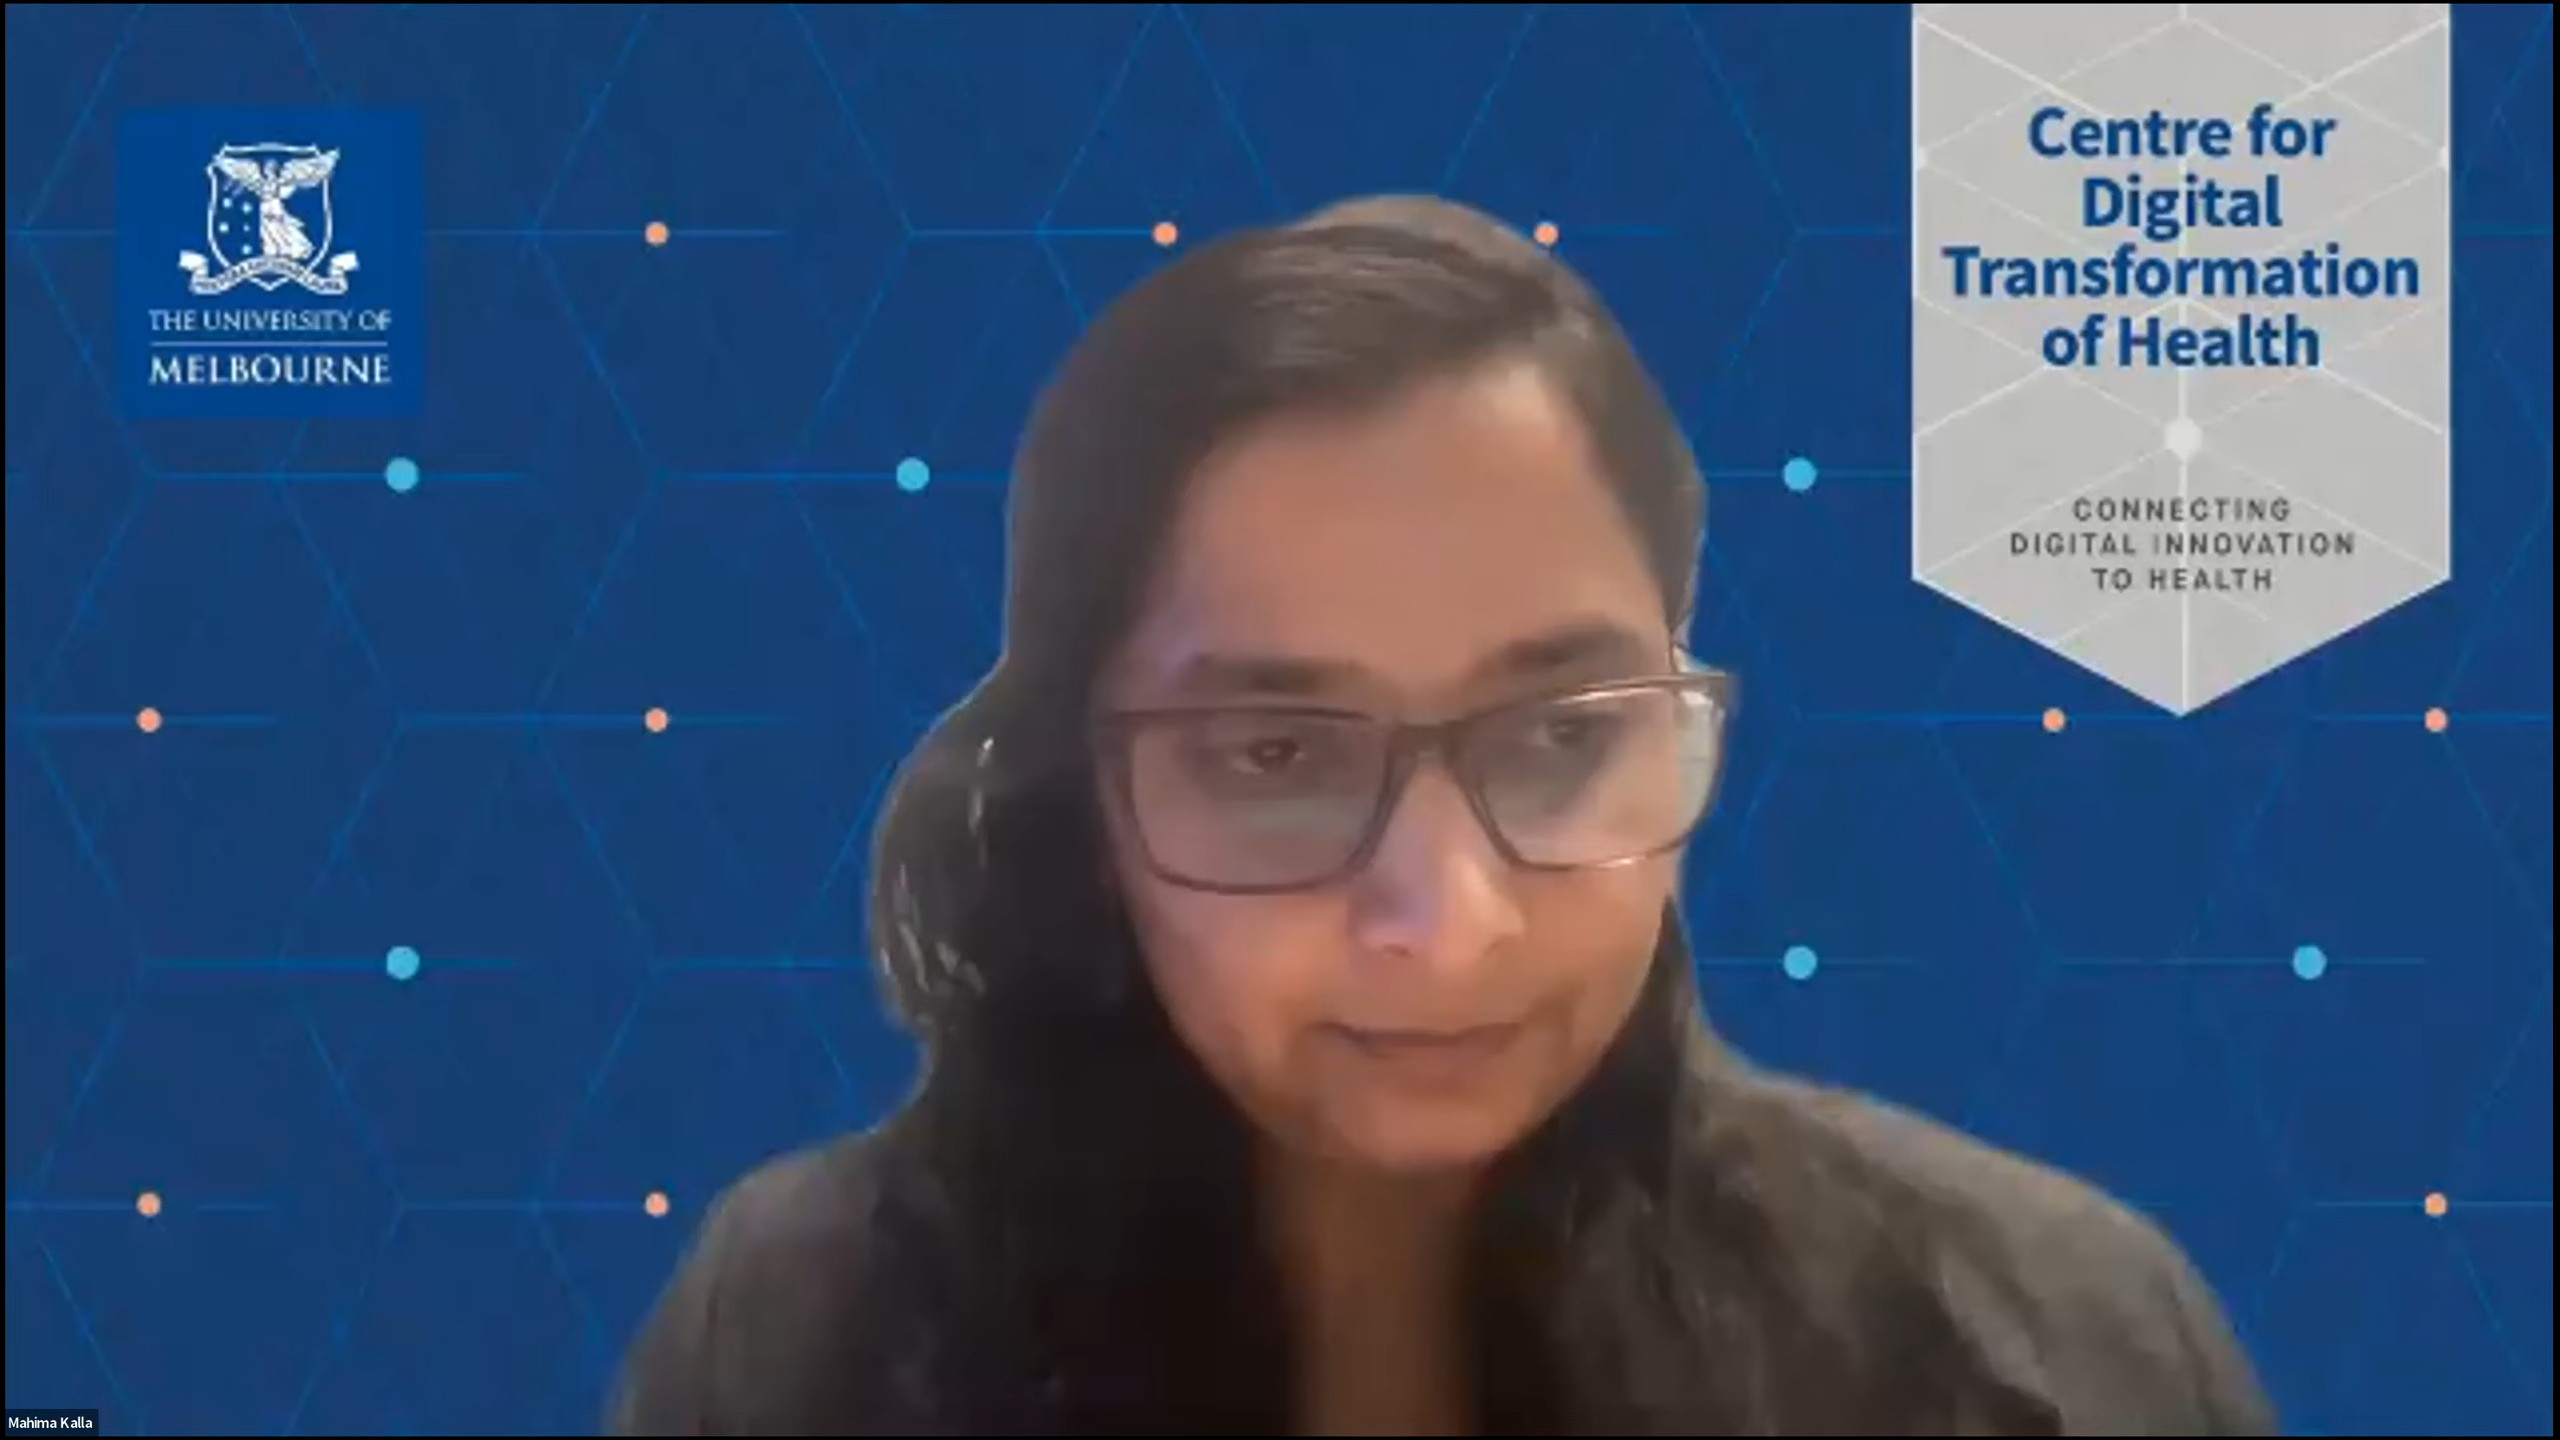 THE UNIVERSITY OF
MELBOURNE
Centre for
Digital
Transformation
of Health
CONNECTING
DIGITAL INNOVATION
TO HEALTH
Mahima Kalla